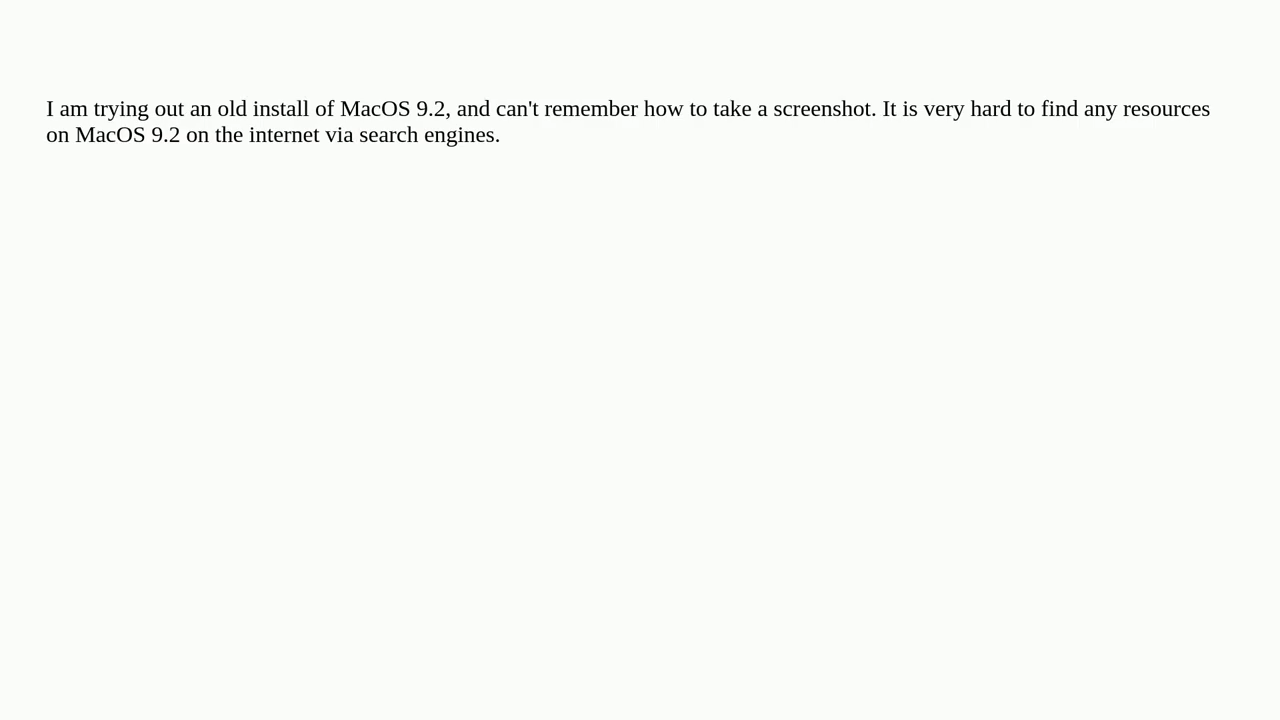 I am trying out an old install of MacOS 9.2, and can't remember how to take a screenshot. It is very hard to find any resources
on MacOS 9.2 on the internet via search engines.